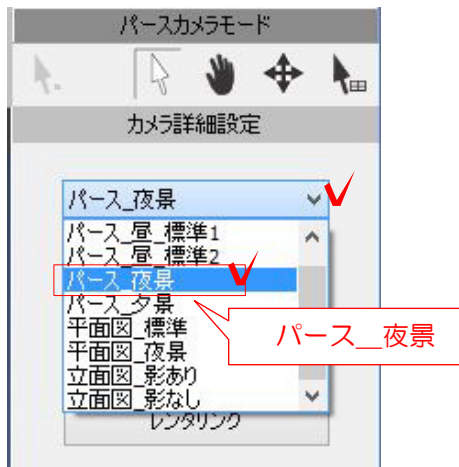 パースカメラモード
カメラ詳細設定
パース_夜景
パース_昼_標準1
パース_昼_標準2
パース_夜景
パース_夕景
平面図_標準
平面図_夜景
立面図_影あり
立面図_影なし
レンダリング
パース__夜景